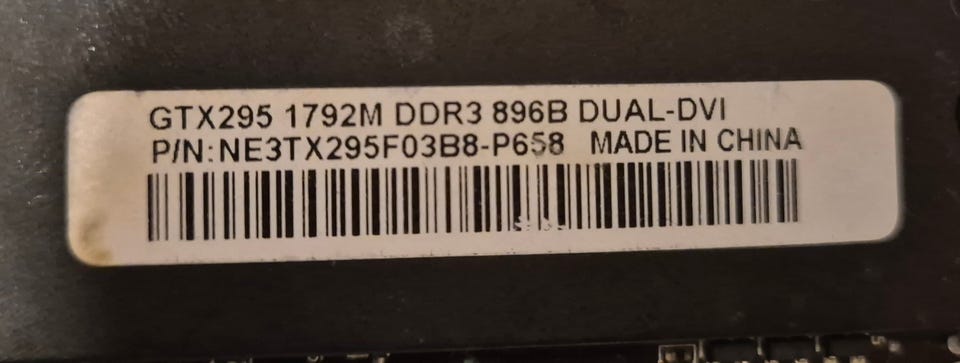 GTX295 1792M DDR3 896B DUAL-DVI
P/N:NE3TX295F03B8-P658 MADE IN CHINA